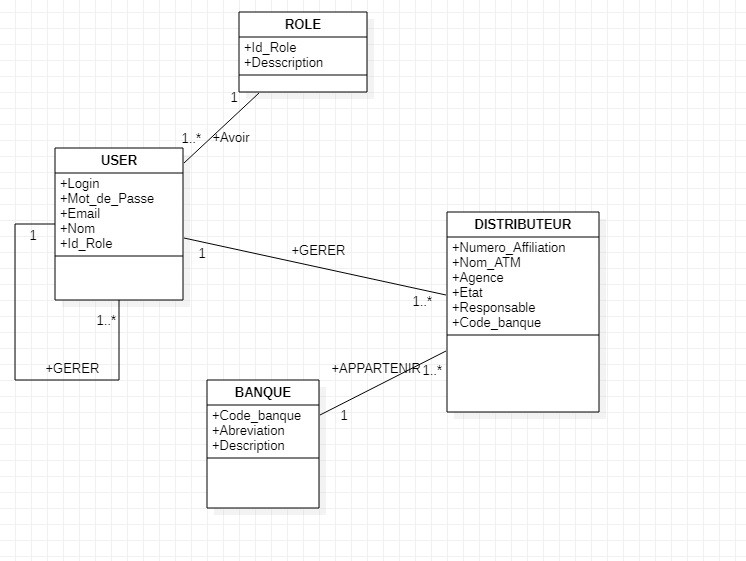 ROLE
+Id_Role
+Desscription
1
1..*
+Avoir
USER
+Login
+Mot_de_Passe
+Email
+Nom
+Id_Role
1
1..*
+GERER
1
+GERER
1..*
DISTRIBUTEUR
+Numero_Affiliation
+Nom_ATM
+Agence
+Etat
+Responsable
+Code_banque
+APPARTENIR
1..*
1
BANQUE
+Code_banque
+Abreviation
+Description